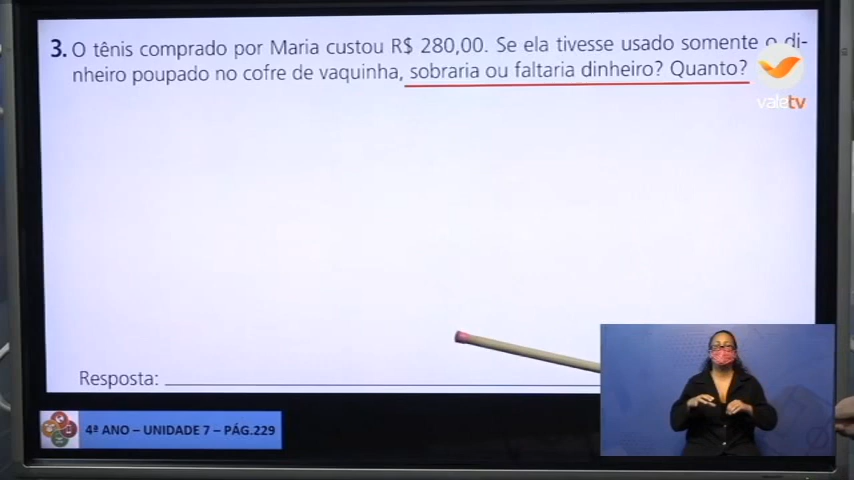 3. O tênis comprado por Maria custou R$ 280,00. Se ela tivesse usado somente o di-
nheiro poupado no cofre de vaquinha, sobraria ou faltaria dinheiro? Quanto?
valetv
Resposta:
4ª ANO – UNIDADE 7 – PÁG.229